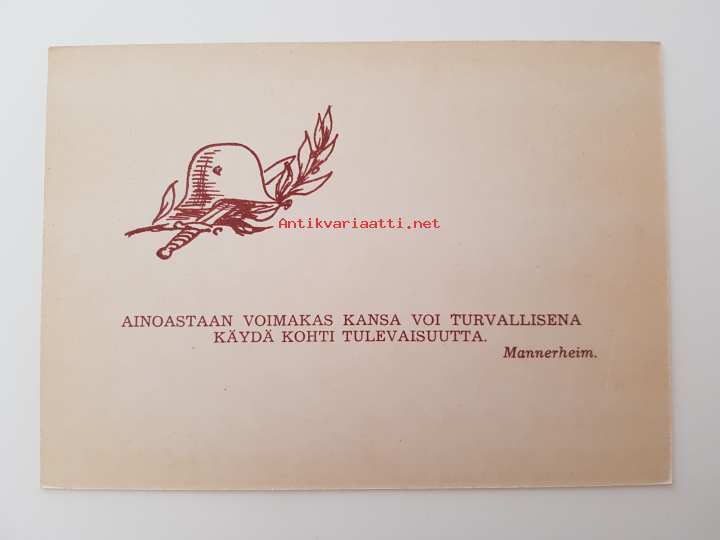 Antikvariaatti.net
AINOASTAAN VOIMAKAS KANSA VOI TURVALLISENA
KÄYDÄ KOHTI TULEVAISUUTTA.
Mannerheim.